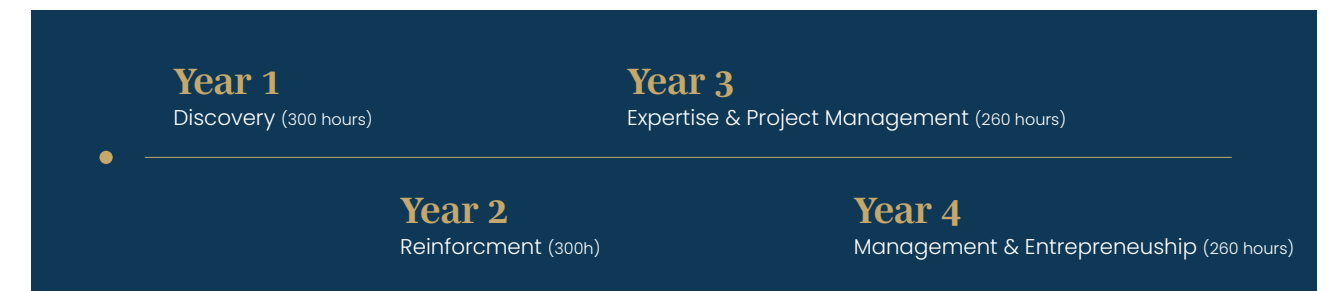 Year 1
Discovery (300 hours)
Year 2
Reinforcment (300h)
Year 3
Expertise & Project Management (260 hours)
Year 4
Management & Entrepreneuship (260 hours)